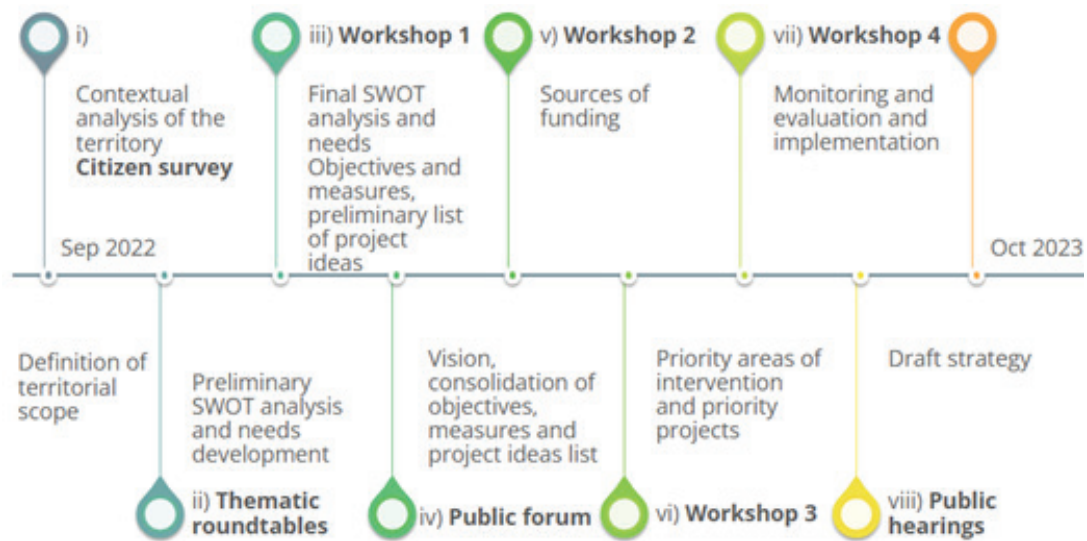 i)
Contextual
analysis of the
territory
Citizen survey
iii) Workshop 1
Final SWOT
analysis and
needs
Objectives and
measures,
preliminary list
of project
ideas
v) Workshop 2
Sources of
funding
vii) Workshop 4
Monitoring and
evaluation and
implementation
Sep 2022
Oct 2023
Definition of
territorial
scope
Preliminary
SWOT analysis
and needs
development
ii) Thematic
roundtables
Vision,
consolidation of
objectives,
measures and
project ideas list
iv) Public forum
Priority areas of
intervention
and priority
projects
vi) Workshop 3
Draft strategy
viii) Public
hearings